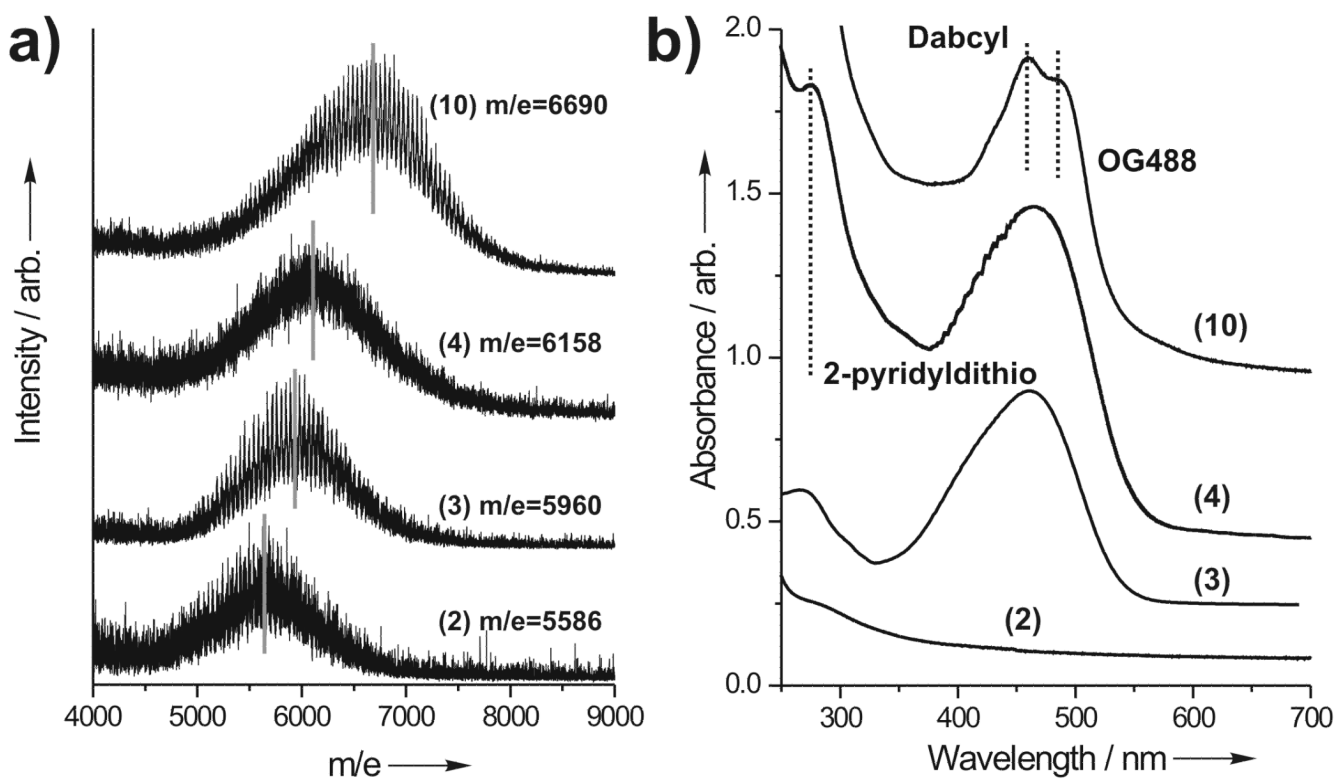 a)
(10) m/e=6690
(4) m/e=6158
(3) m/e=5960
(2) m/e=5586
Intensity / arb.
4000 5000 6000 7000 8000 9000
m/e
b)
2.0
1.5
1.0
0.5
0.0
Dabcyl
OG488
(10)
2-pyridyldithio
(4)
(3)
(2)
Absorbance / arb.
300 400 500 600 700
Wavelength / nm